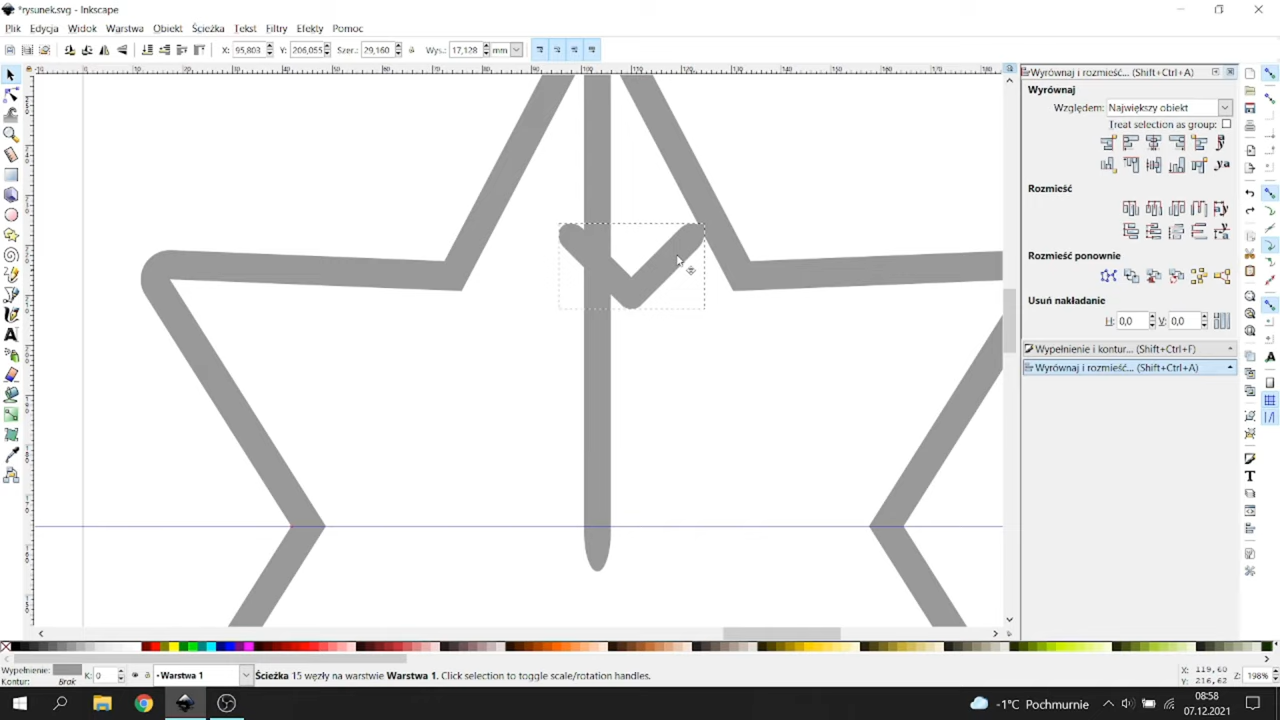 *rysunek.svg - Inkscape
Plik Edycja Widok Warstwa Obiekt Ścieżka Tekst Filtry Efekty Pomoc
X: 95,803 Y: 206,055 Szer.: 29,160 Wys.: 17,128 mm
Wyrównaj i rozmieść... (Shift+Ctrl+A)
Wyrównaj
Względem: Największy obiekt
Treat selection as group:
Rozmieść
Rozmieść ponownie
Usuń nakładanie
H: 0,0 V: 0,0
Wypełnienie i kontur... (Shift+Ctrl+F)
Wyrównaj i rozmieść... (Shift+Ctrl+A)
Wypełnienie:
Kontur: Brak
K: 0
Warstwa 1
Ścieżka 15 węzły na warstwie Warstwa 1. Click selection to toggle scale/rotation handles.
X: 119,60
Y: 216,62
Z: 198%
-1°C Pochmurnie
08:58
07.12.2021